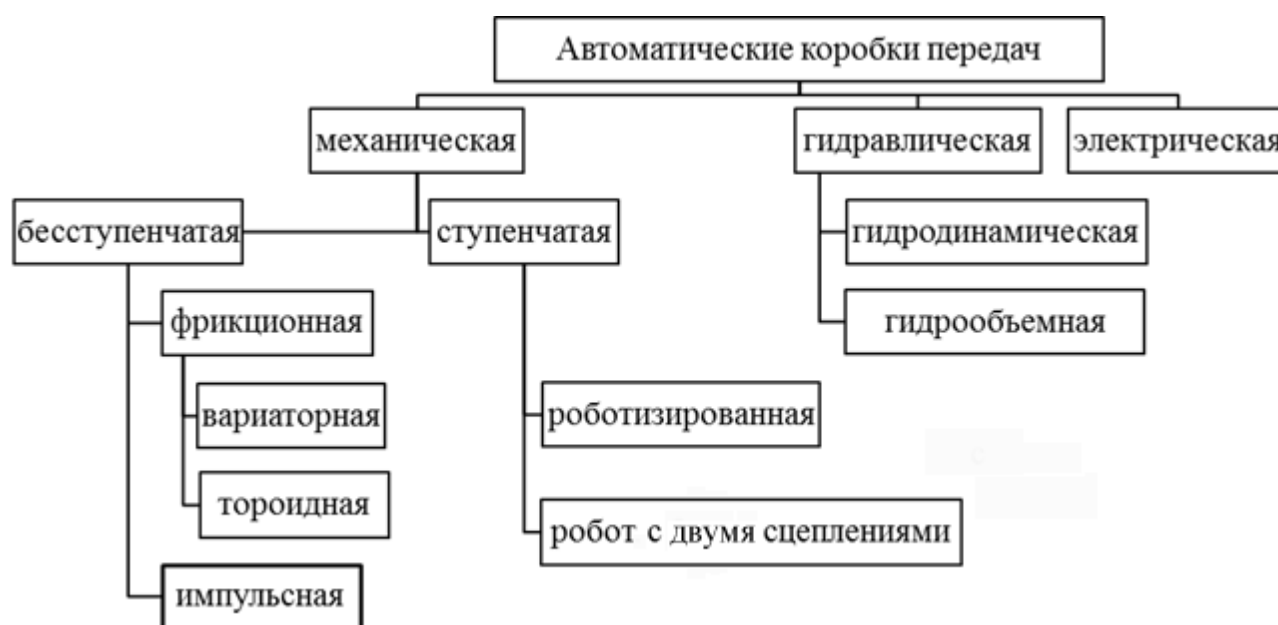 Автоматические коробки передач
механическая
гидравлическая
электрическая
бесступенчатая
ступенчатая
гидродинамическая
фрикционная
гидрообъемная
вариаторная
роботизированная
тороидная
робот с двумя сцеплениями
импульсная